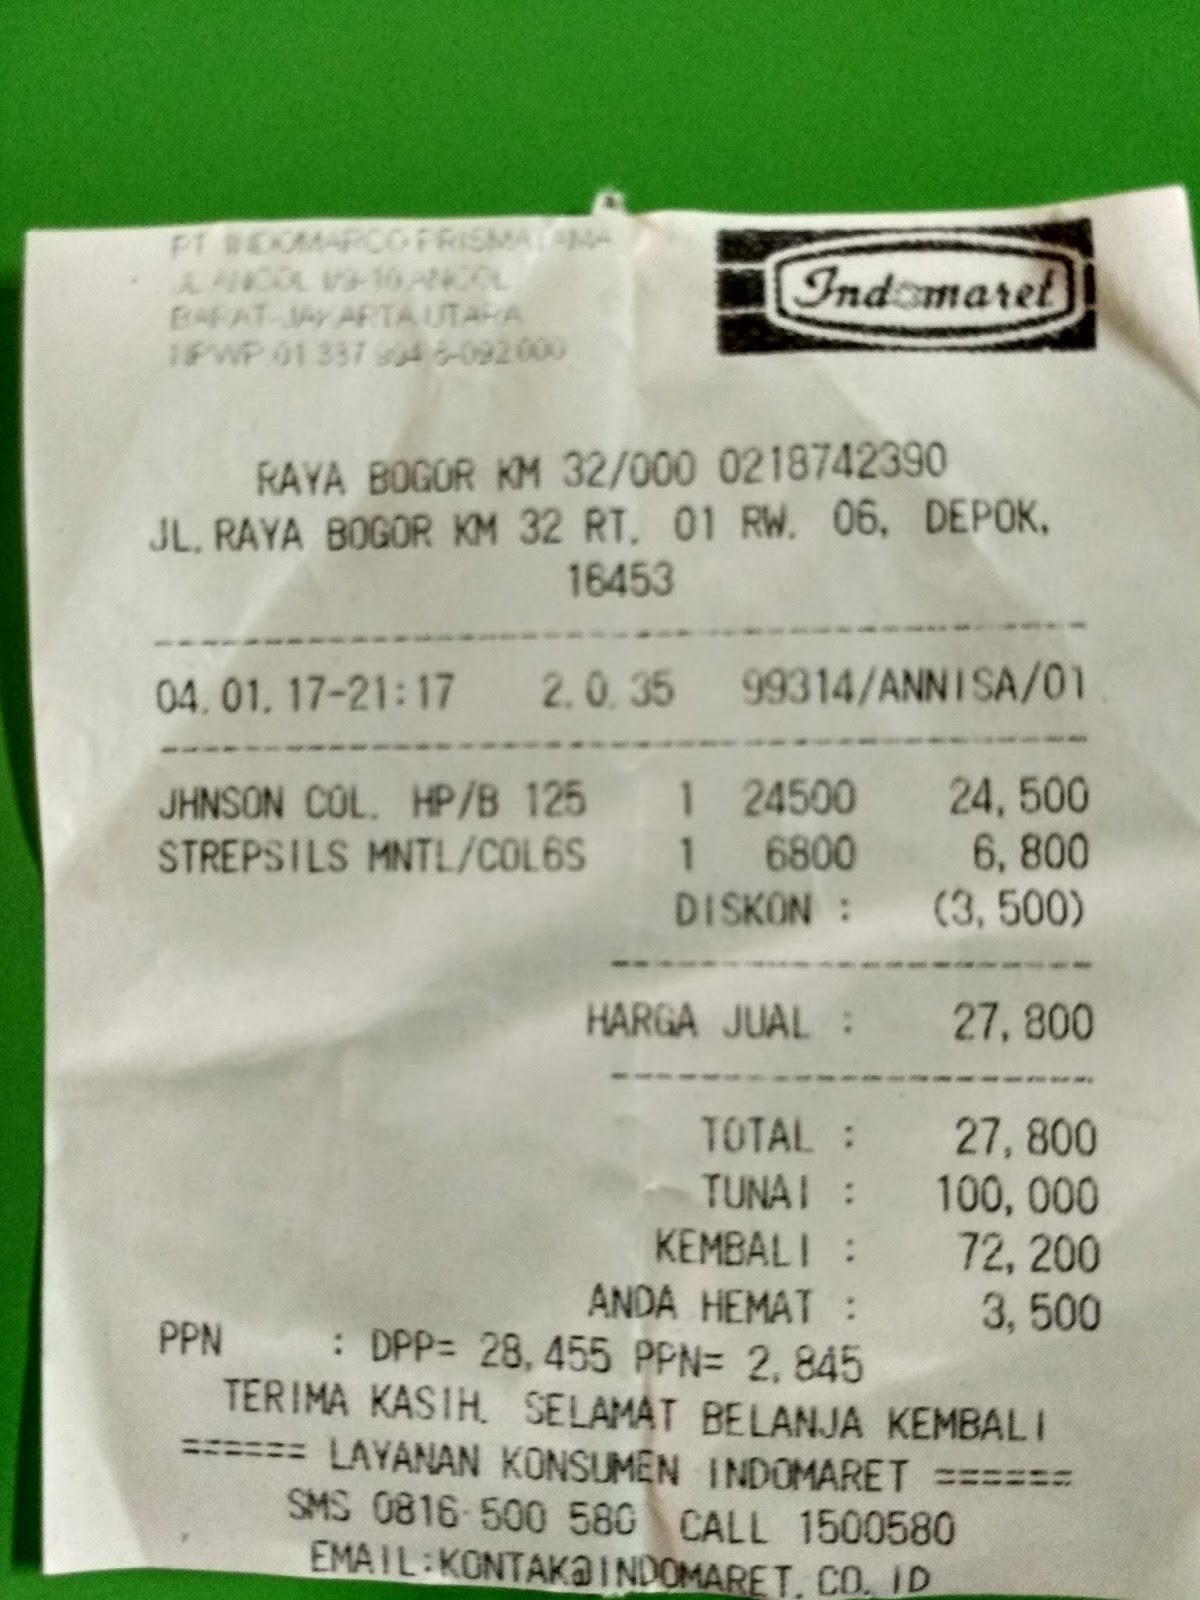 PT. INDOMARCO PRISMATAMA
Indomaret
JL. ANCOL I/9-10 ANCOL
BARAT-JAKARTA UTARA
NPWP 01 337 994 6-092.000
RAYA BOGOR KM 32/000 0218742390
JL. RAYA BOGOR KM 32 RT. 01 RW. 06, DEPOK,
16453
04.01.17-21:17 2.0.35 99314/ANNISA/01
JHNSON COL. HP/B 125 1 24500 24,500
STREPSILS MNTL/COL6S 1 6800 6,800
DISKON : (3,500)
HARGA JUAL : 27,800
TOTAL : 27,800
TUNAI : 100,000
KEMBALI : 72,200
ANDA HEMAT : 3,500
PPN : DPP= 28,455 PPN= 2,845
TERIMA KASIH. SELAMAT BELANJA KEMBALI
====== LAYANAN KONSUMEN INDOMARET ======
SMS 0816 500 580 CALL 1500580
EMAIL:KONTAK@INDOMARET.CO.ID